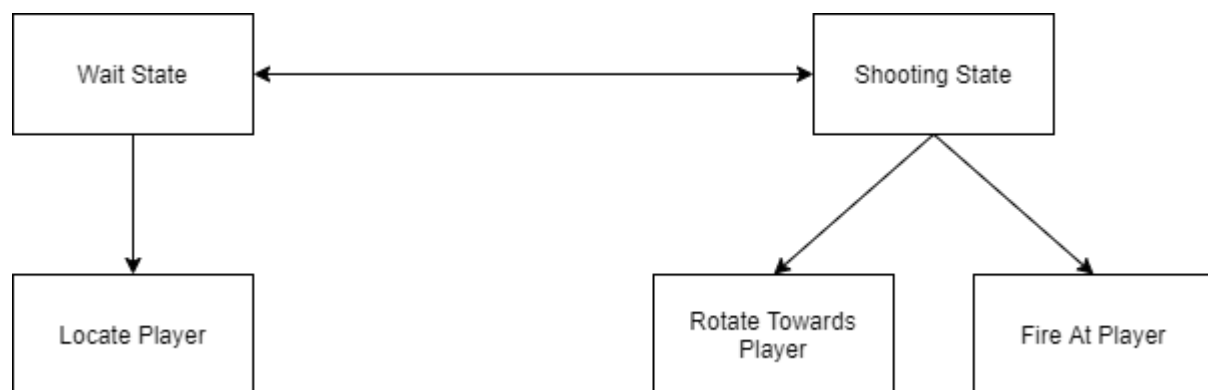 Wait State
Shooting State
Locate Player
Rotate Towards
Player
Fire At Player